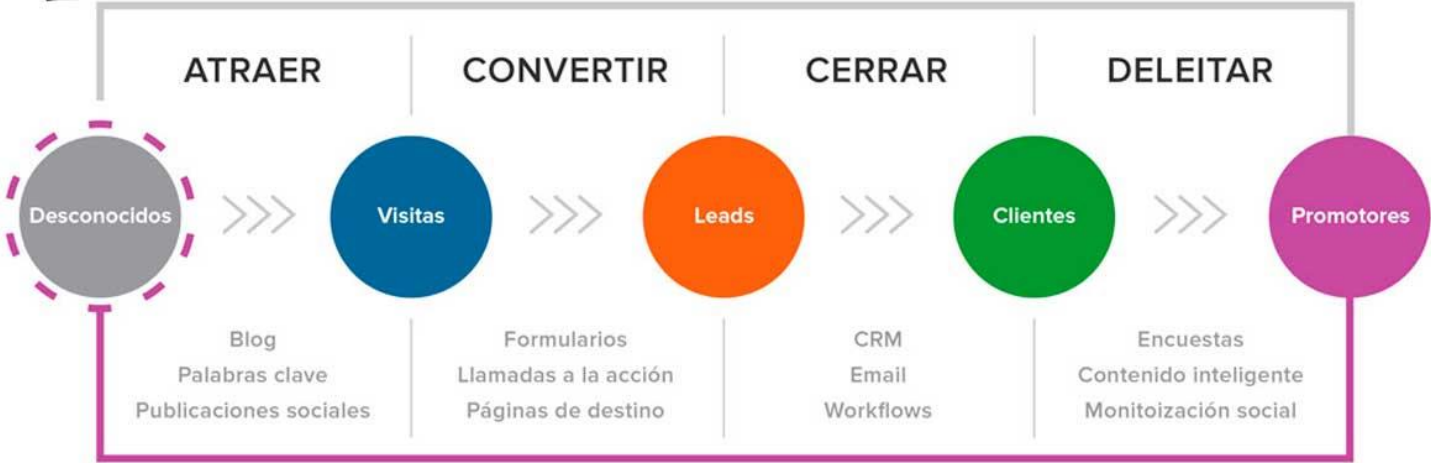 ATRAER
CONVERTIR
CERRAR
DELEITAR
Desconocidos
Visitas
Leads
Clientes
Promotores
Blog
Palabras clave
Publicaciones sociales
Formularios
Llamadas a la acción
Páginas de destino
CRM
Email
Workflows
Encuestas
Contenido inteligente
Monitoización social